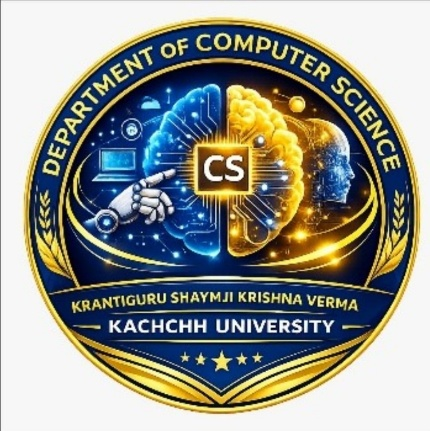 DEPARTMENT OF COMPUTER SCIENCE
CS
KRANTIGURU SHAYMJI KRISHNA VERMA
KACHCHH UNIVERSITY